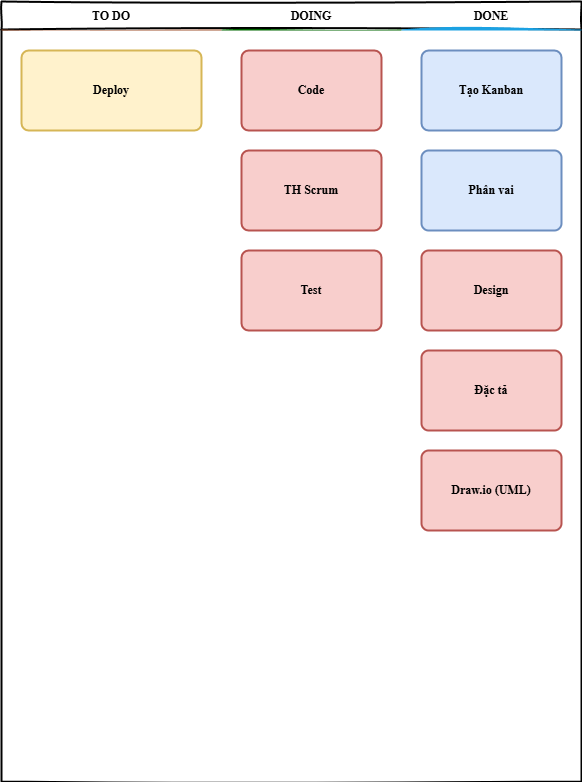 TO DO
DOING
DONE
Deploy
Code
Tạo Kanban
TH Scrum
Phân vai
Test
Design
Đặc tả
Draw.io (UML)